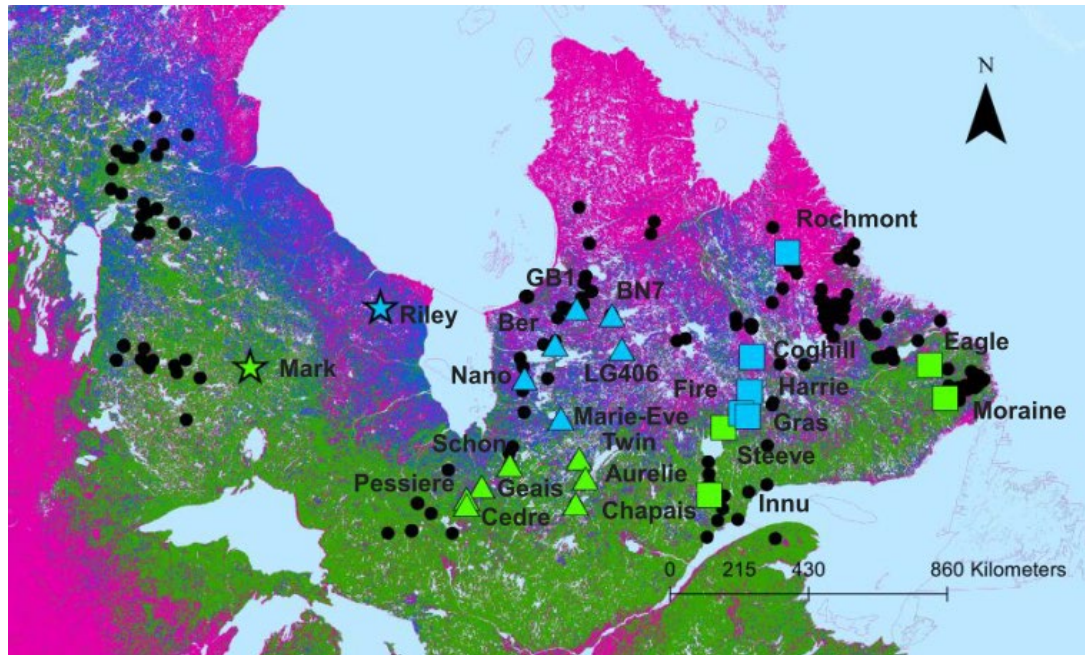 N
Rochmont
GB1
BN7
Riley
Ber
Eagle
Coghill
Mark
Nano
LG406
Fire
Harrie
Moraine
Marie-Eve
Gras
Schon
Twin
Steeve
Aurelie
Pessiere
Geais
Innu
Cedre
Chapais
0 215 430 860 Kilometers